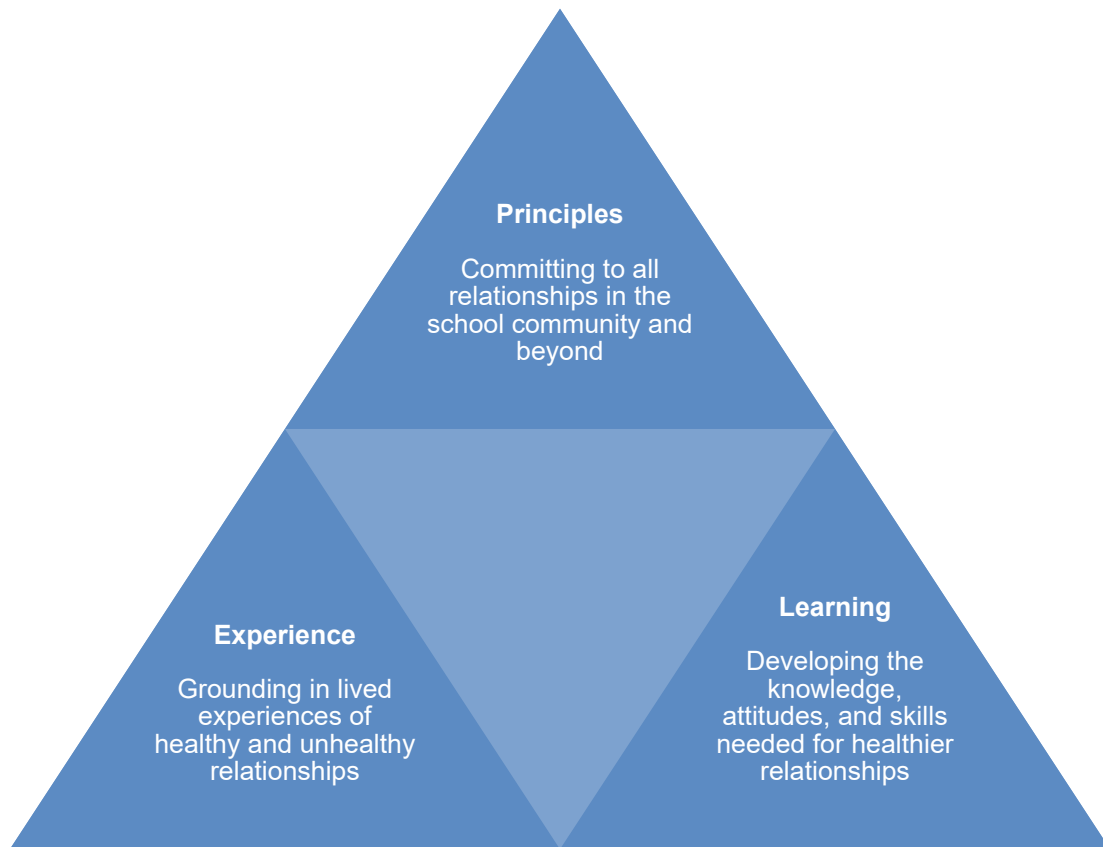 Principles
Committing to all
relationships in the
school community and
beyond
Experience
Grounding in lived
experiences of
healthy and unhealthy
relationships
Learning
Developing the
knowledge,
attitudes, and skills
needed for healthier
relationships